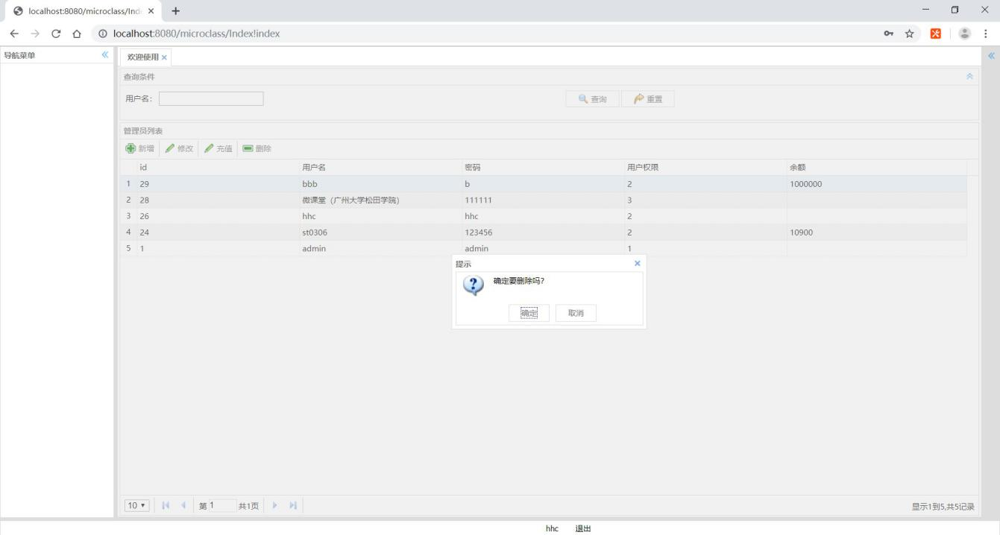 localhost:8080/microclass/Ind
localhost:8080/microclass/Index!index
导航菜单
欢迎使用
查询条件
用户名: 查询 重置
管理员列表
新增 修改 充值 删除
id 用户名 密码 用户权限 余额
1 29 bbb b 2 1000000
2 28 微课堂（广州大学松田学院） 111111 3
3 26 hhc hhc 2
4 24 st0306 123456 2 10900
5 1 admin admin 1
提示
确定要删除吗?
确定 取消
10 第 1 共1页 显示1到5,共5记录
hhc 退出